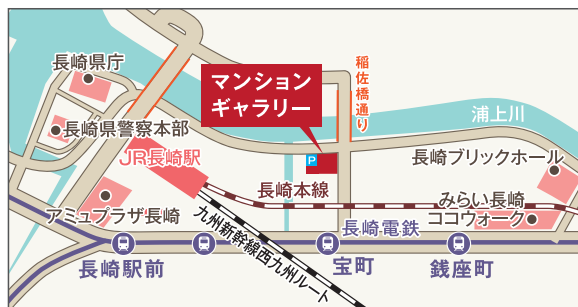 長崎県庁
マンション
ギャラリー
稲佐橋通り
浦上川
長崎県警察本部
JR長崎駅
P
長崎ブリックホール
長崎本線
みらい長崎
ココウォーク
アミュプラザ長崎
長崎電鉄
九州新幹線西九州ルート
長崎駅前
宝町
銭座町